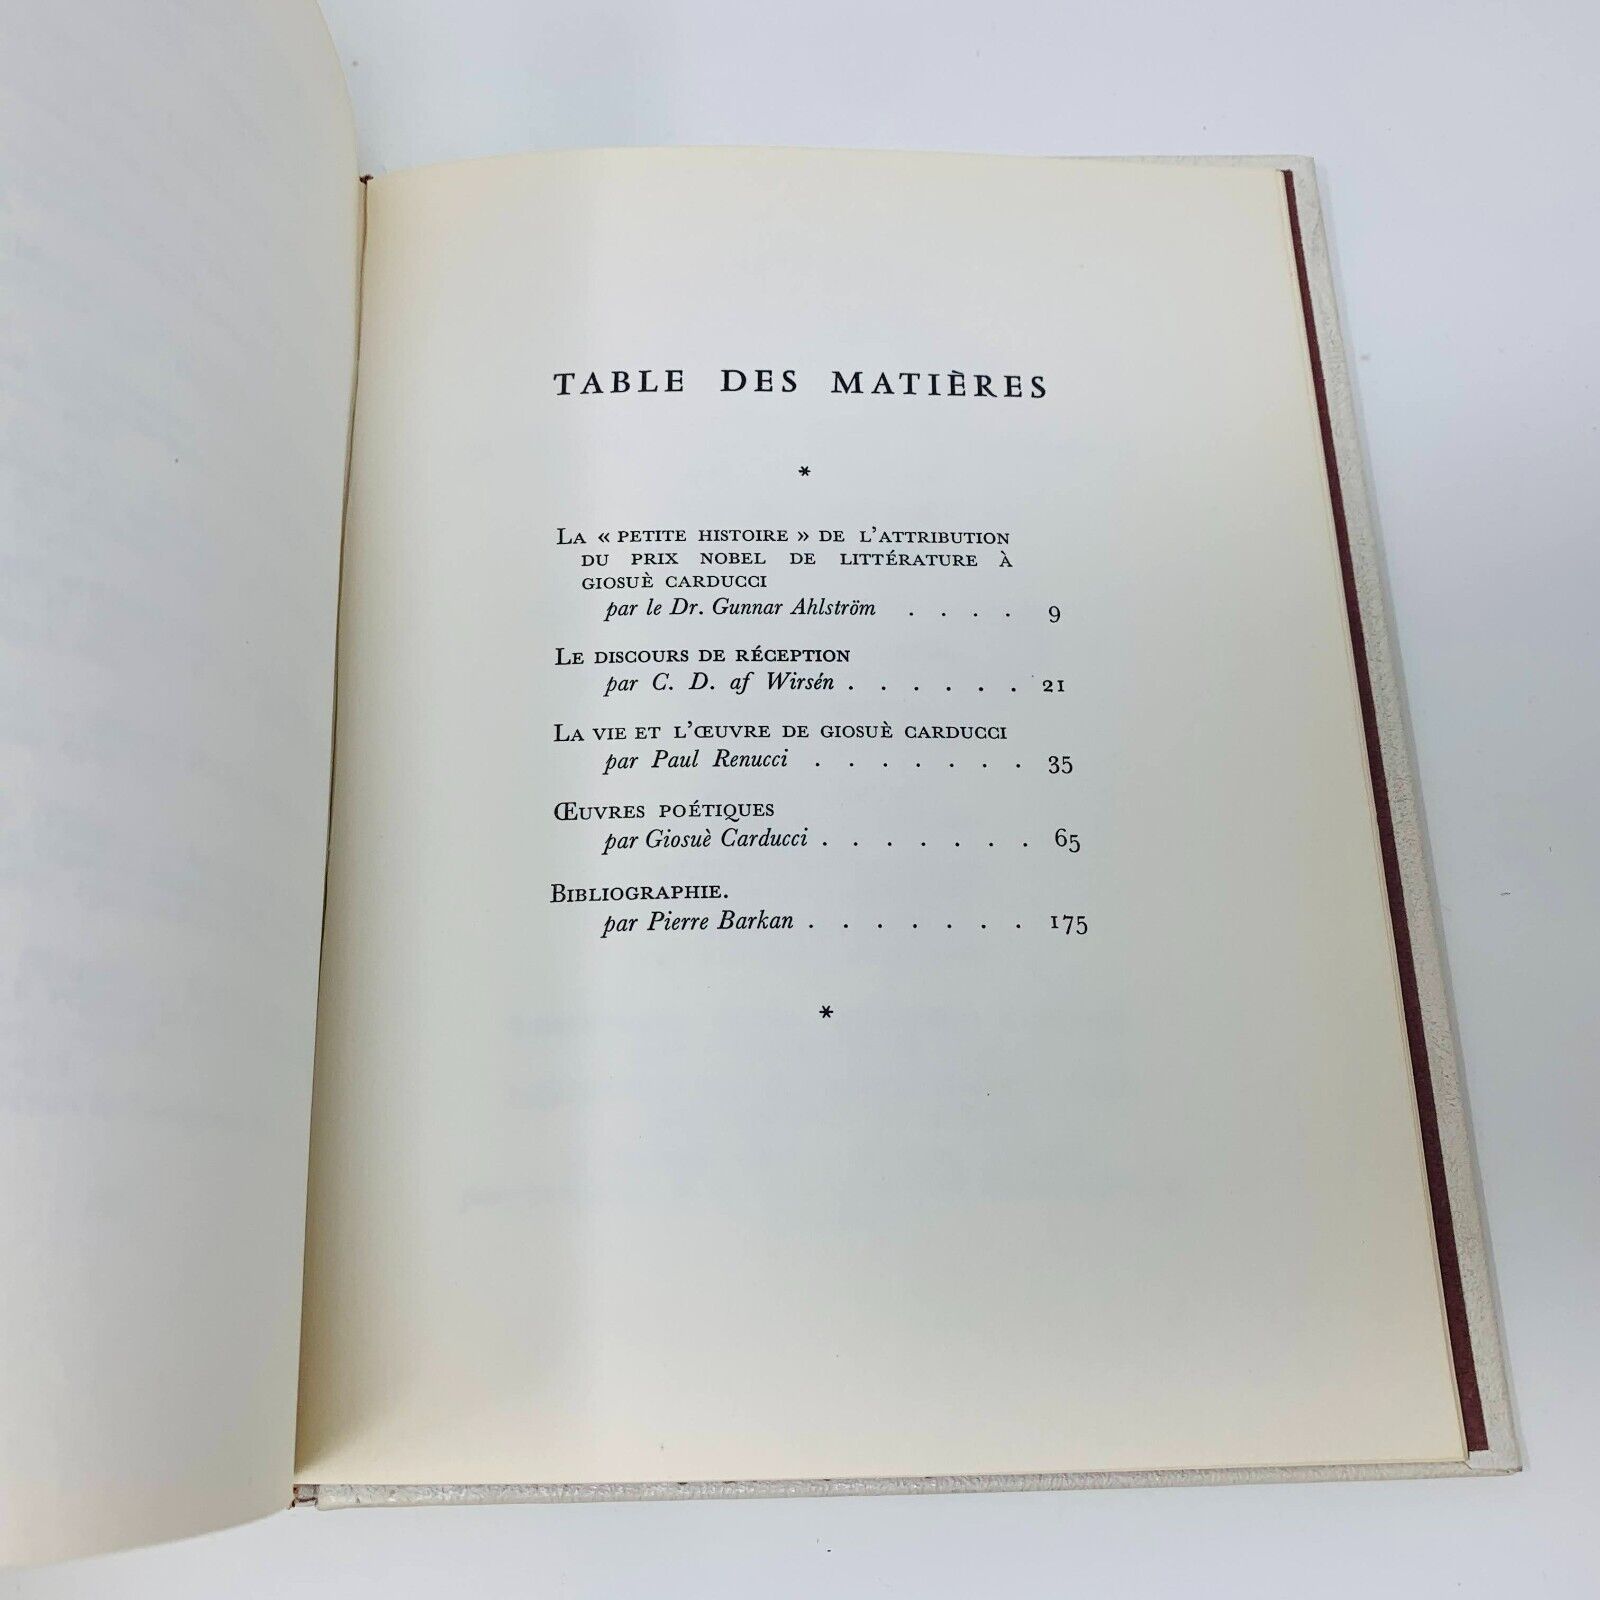 TABLE DES MATIÈRES
*
LA « PETITE HISTOIRE » DE L'ATTRIBUTION
DU PRIX NOBEL DE LITTÉRATURE À
GIOSUÈ CARDUCCI
par le Dr. Gunnar Ahlström . . . . 9
LE DISCOURS DE RÉCEPTION
par C. D. af Wirsén . . . . . . 21
LA VIE ET L'ŒUVRE DE GIOSUÈ CARDUCCI
par Paul Renucci . . . . . . . 35
ŒUVRES POÉTIQUES
par Giosuè Carducci . . . . . . . 65
BIBLIOGRAPHIE.
par Pierre Barkan . . . . . . . 175
*